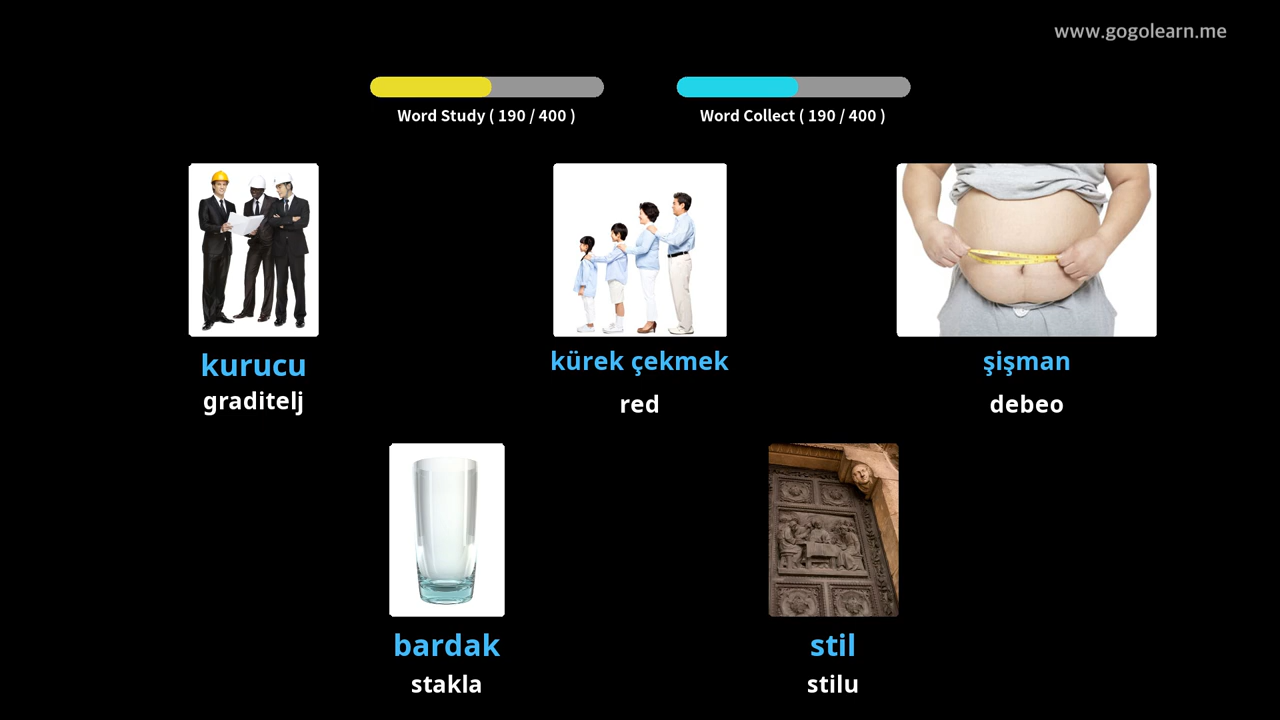 www.gogolearn.me
Word Study ( 190 / 400 )
Word Collect ( 190 / 400 )
kurucu
graditelj
kürek çekmek
red
şişman
debeo
bardak
stakla
stil
stilu